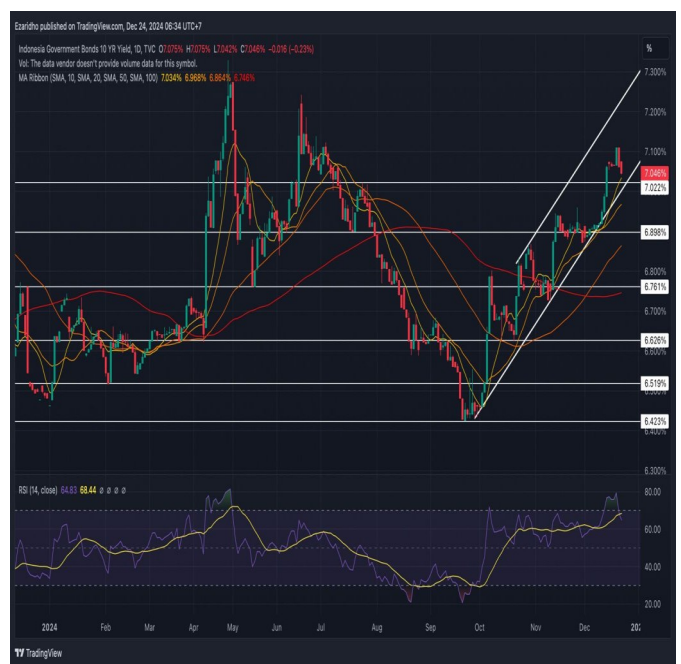 Ezaridho published on TradingView.com, Dec 24, 2024 06:34 UTC+7
Indonesia Government Bonds 10 YR Yield, 1D, TVC O7.075% H7.075% L7.042% C7.046% −0.016 (−0.23%)
%
Vol: The data vendor doesn't provide volume data for this symbol.
MA Ribbon (SMA, 10, SMA, 20, SMA, 50, SMA, 100) 7.034% 6.968% 6.864% 6.746%
7.300%
7.200%
7.100%
7.046%
7.022%
6.898%
6.800%
6.761%
6.700%
6.626%
6.600%
6.519%
6.423%
6.400%
6.300%
RSI (14, close) 64.83 68.44 ∅ ∅ ∅ ∅
80.00
60.00
40.00
20.00
2024 Feb Mar Apr May Jun Jul Aug Sep Oct Nov Dec
TradingView